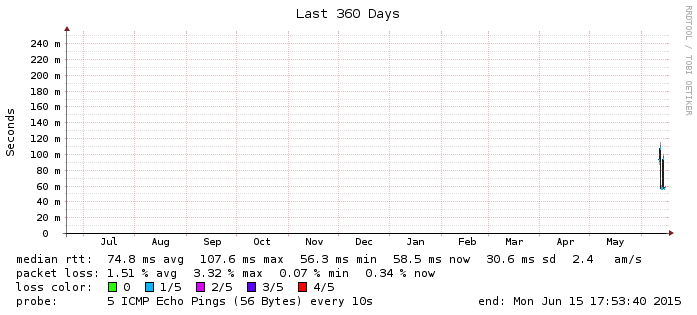 Last 360 Days
RRDTOOL / TOBI OETIKER
Seconds
240 m
220 m
200 m
180 m
160 m
140 m
120 m
100 m
80 m
60 m
40 m
20 m
0
Jul Aug Sep Oct Nov Dec Jan Feb Mar Apr May
median rtt: 74.8 ms avg 107.6 ms max 56.3 ms min 58.5 ms now 30.6 ms sd 2.4 am/s
packet loss: 1.51 % avg 3.32 % max 0.07 % min 0.34 % now
loss color: 0 1/5 2/5 3/5 4/5
probe: 5 ICMP Echo Pings (56 Bytes) every 10s end: Mon Jun 15 17:53:40 2015